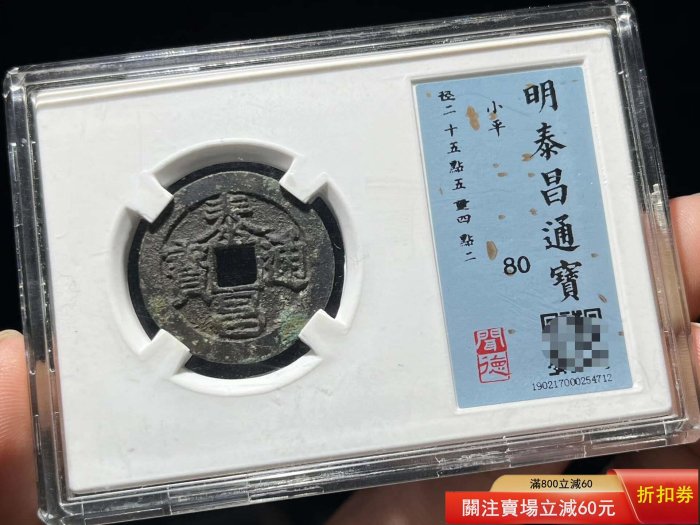 泰昌通寶
明泰昌通寶
小平
80
徑二十五點五重四點二
聞德
190217000254712
滿800立減60
關注賣場立減60元
折扣券